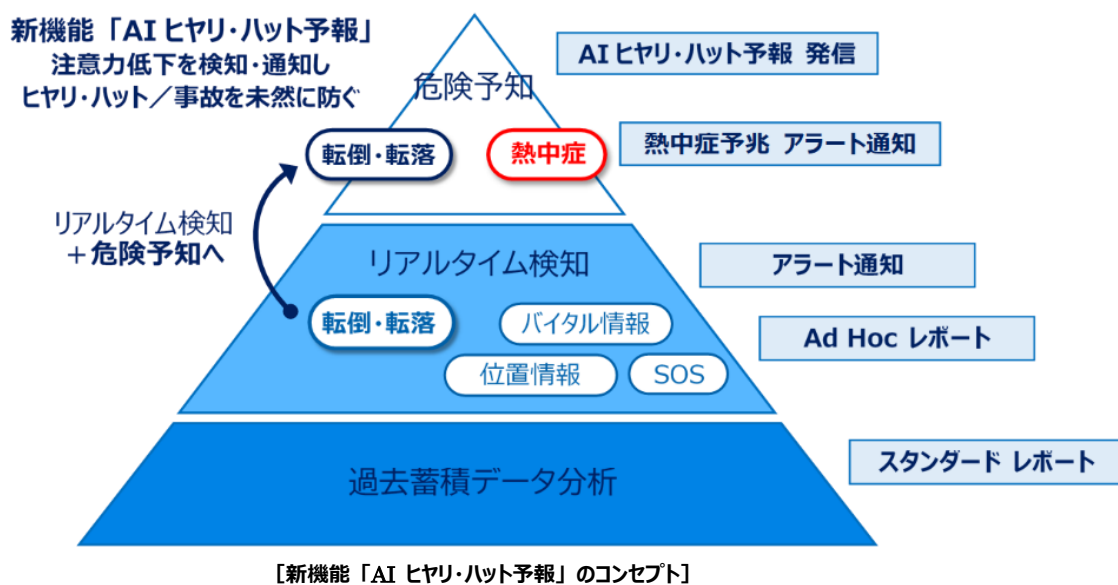 新機能「AIヒヤリ・ハット予報」
注意力低下を検知・通知し
ヒヤリ・ハット／事故を未然に防ぐ
AIヒヤリ・ハット予報 発信
危険予知
転倒・転落
熱中症
熱中症予兆 アラート通知
リアルタイム検知
＋危険予知へ
リアルタイム検知
アラート通知
転倒・転落
バイタル情報
Ad Hoc レポート
位置情報
SOS
スタンダード レポート
過去蓄積データ分析
［新機能「AI ヒヤリ・ハット予報」のコンセプト］